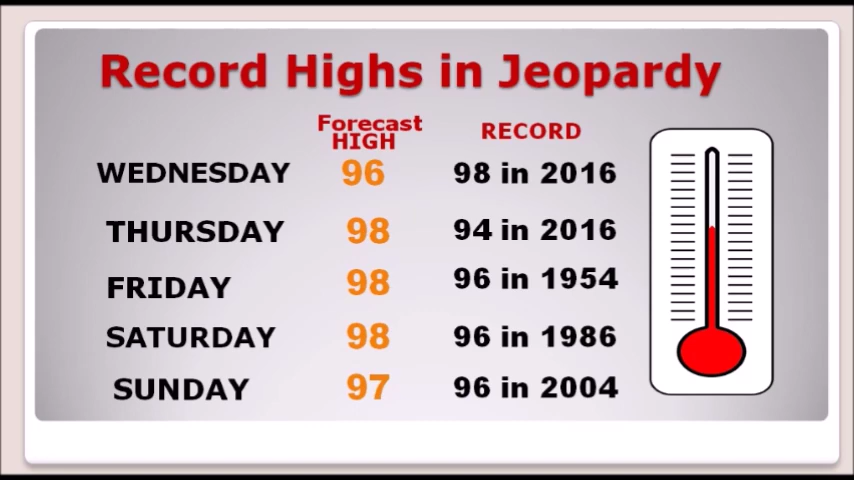 Record Highs in Jeopardy
Forecast
HIGH
RECORD
WEDNESDAY 96 98 in 2016
THURSDAY 98 94 in 2016
FRIDAY 98 96 in 1954
SATURDAY 98 96 in 1986
SUNDAY 97 96 in 2004